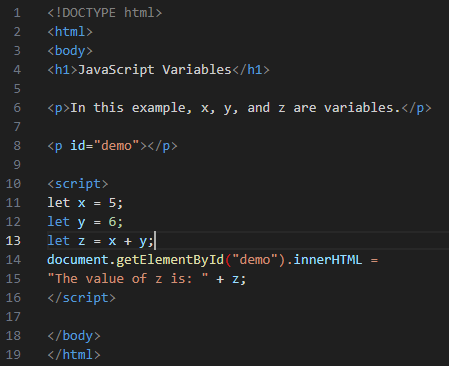 1 <!DOCTYPE html>
2 <html>
3 <body>
4 <h1>JavaScript Variables</h1>
5
6 <p>In this example, x, y, and z are variables.</p>
7
8 <p id="demo"></p>
9
10 <script>
11 let x = 5;
12 let y = 6;
13 let z = x + y;
14 document.getElementById("demo").innerHTML =
15 "The value of z is: " + z;
16 </script>
17
18 </body>
19 </html>